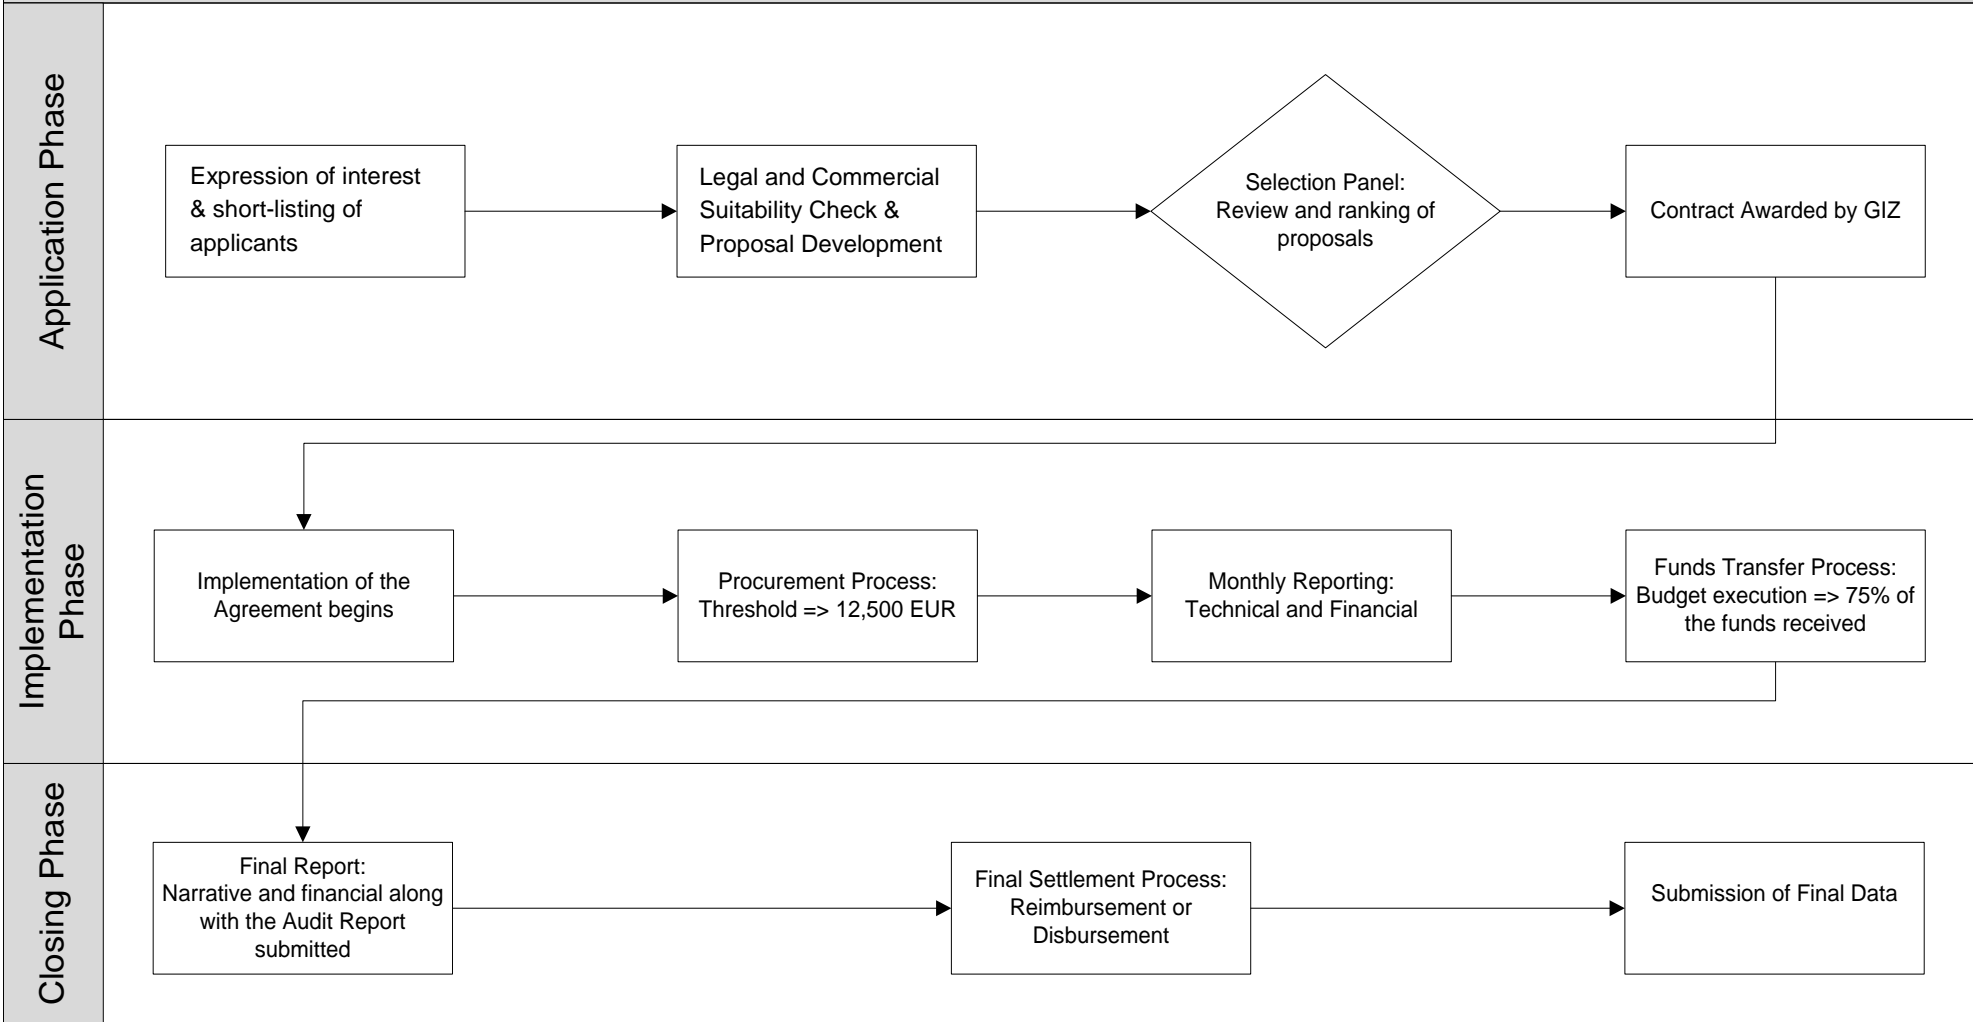 Application Phase
Expression of interest
& short-listing of
applicants
Legal and Commercial
Suitability Check &
Proposal Development
Selection Panel:
Review and ranking of
proposals
Contract Awarded by GIZ
Implementation
Phase
Implementation of the
Agreement begins
Procurement Process:
Threshold => 12,500 EUR
Monthly Reporting:
Technical and Financial
Funds Transfer Process:
Budget execution => 75% of
the funds received
Closing Phase
Final Report:
Narrative and financial along
with the Audit Report
submitted
Final Settlement Process:
Reimbursement or
Disbursement
Submission of Final Data